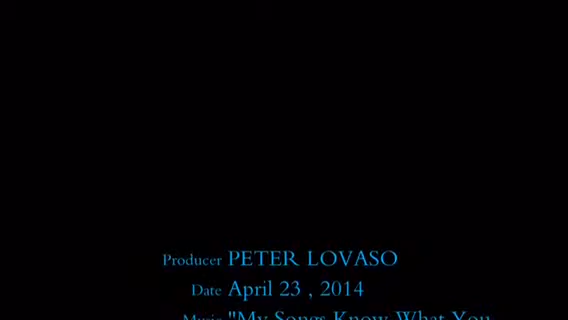 Producer PETER LOVASO
Date April 23 , 2014
Music "My Songs Know What You